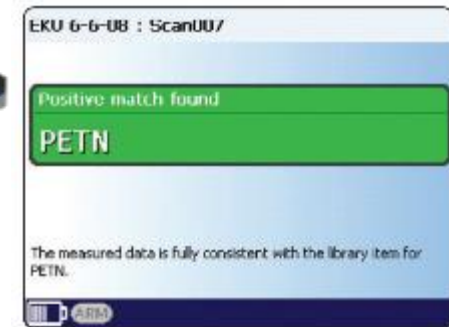 EKU 6-6-08 : Scan007
Positive match found
PETN
The measured data is fully consistent with the library item for
PETN.
ARM